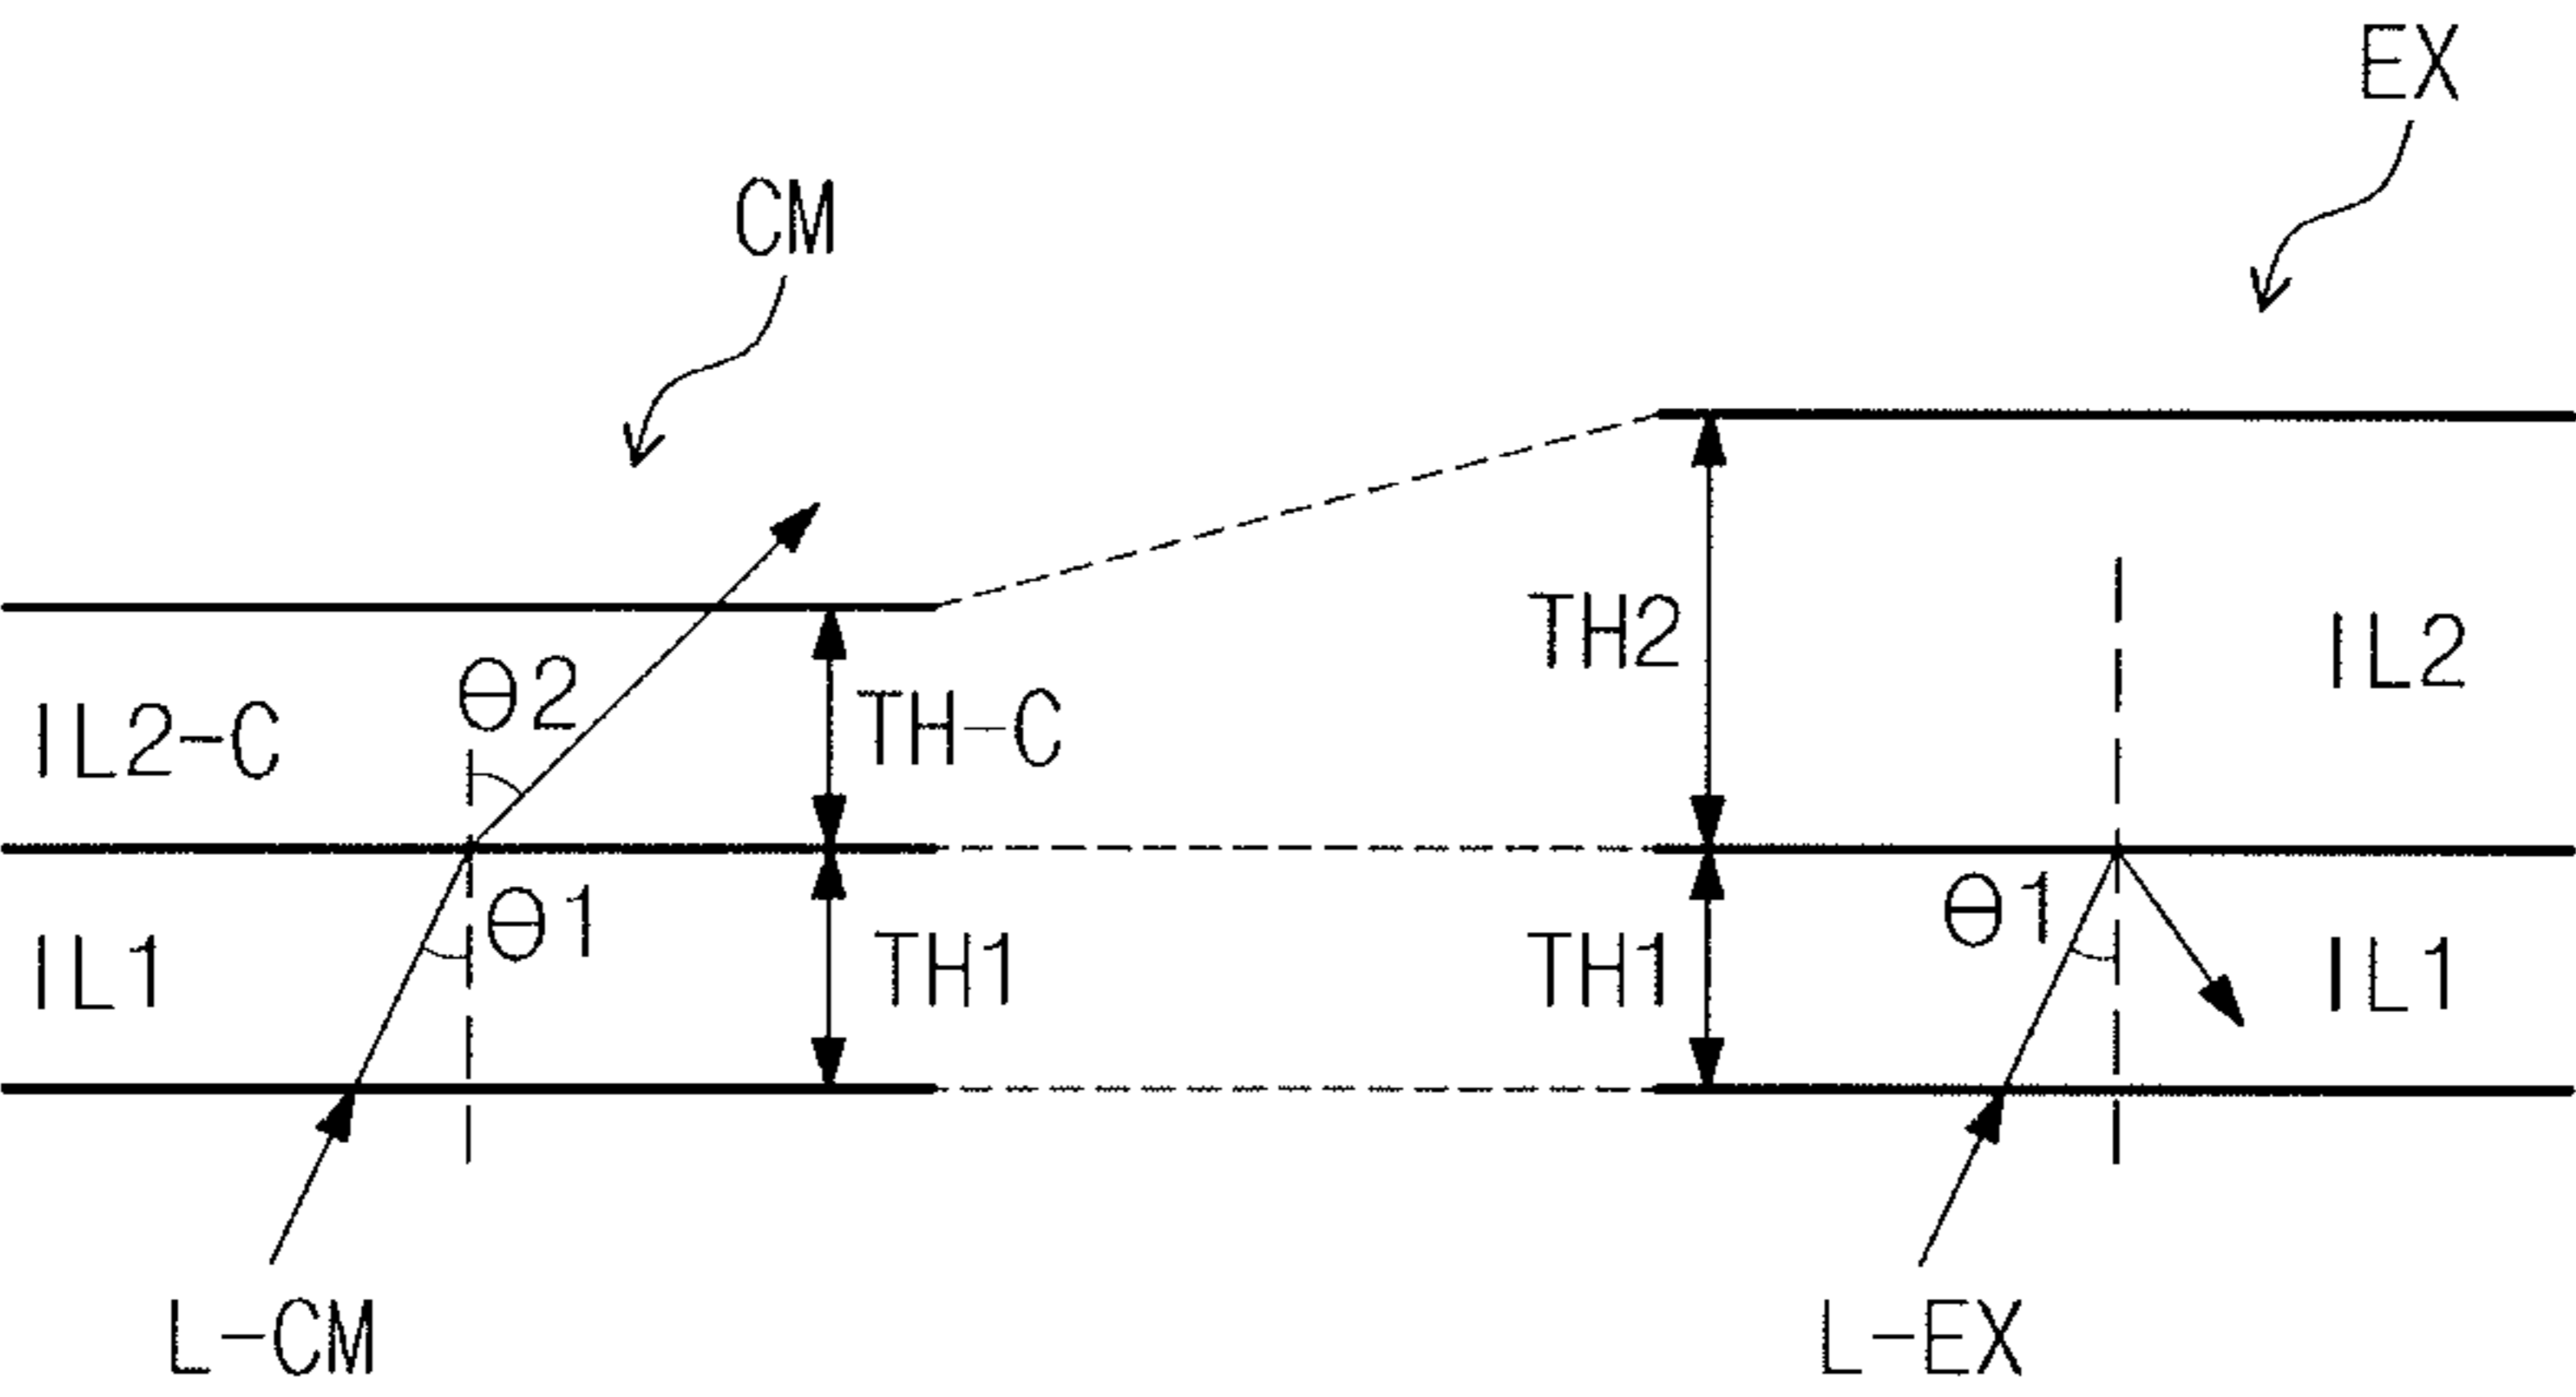 EX
CM
θ2
TH2
IL2
IL2-C
TH-C
θ1
θ1
IL1
TH1
TH1
IL1
L-CM
L-EX